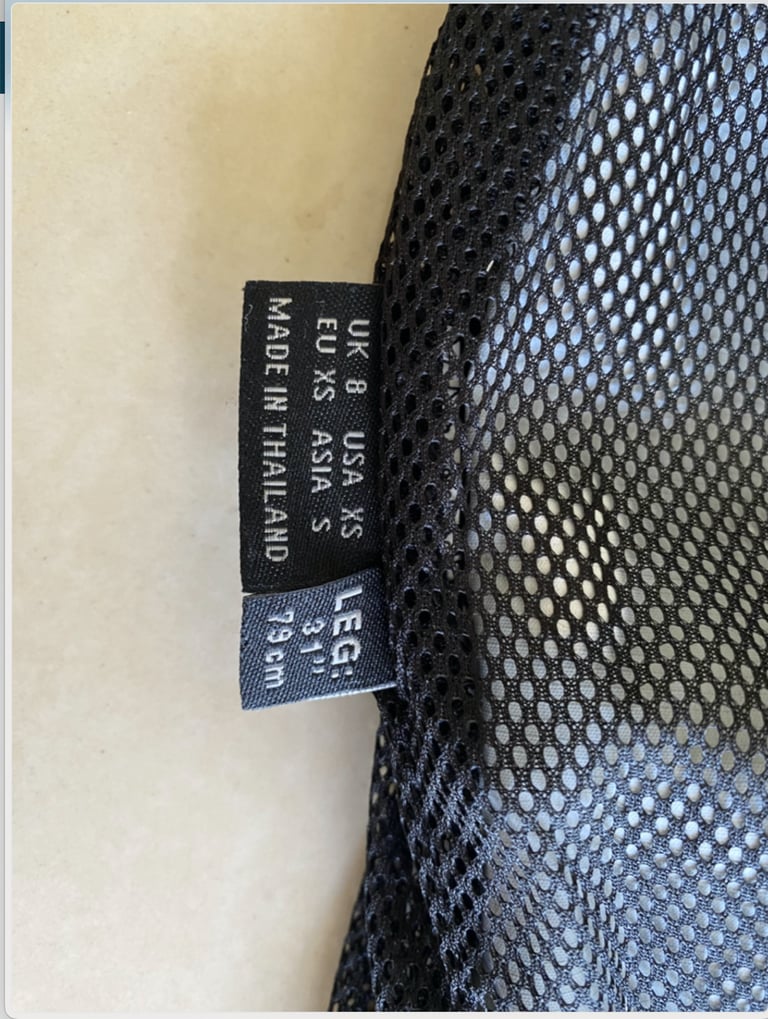 UK 8 USA XS
EU XS ASIA S
MADE IN THAILAND
LEG:
31"
79cm